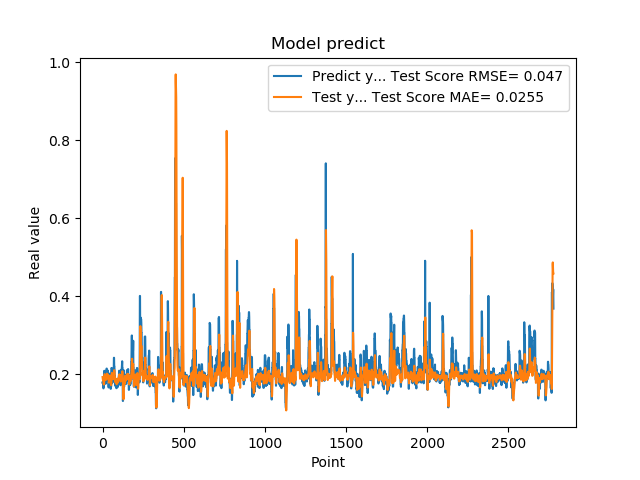 Model predict
Predict y... Test Score RMSE= 0.047
Test y... Test Score MAE= 0.0255
1.0
0.8
0.6
0.4
0.2
Real value
0 500 1000 1500 2000 2500
Point